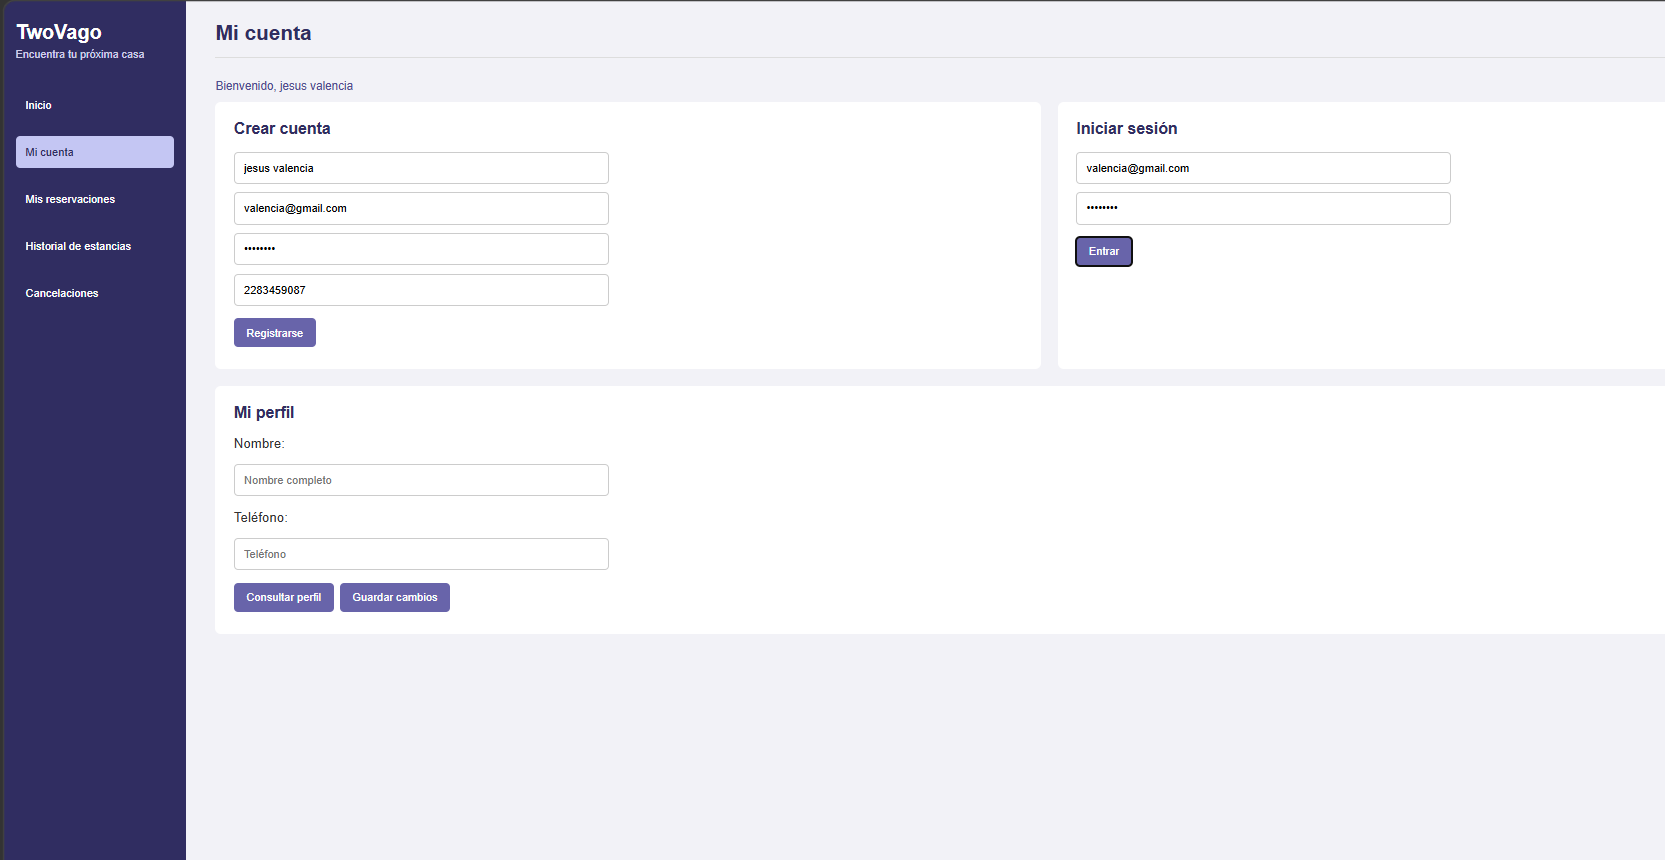 TwoVago
Encuentra tu próxima casa
Inicio
Mi cuenta
Mis reservaciones
Historial de estancias
Cancelaciones
Mi cuenta
Bienvenido, jesus valencia
Crear cuenta
jesus valencia
valencia@gmail.com
••••••••
2283459087
Registrarse
Iniciar sesión
valencia@gmail.com
••••••••
Entrar
Mi perfil
Nombre:
Nombre completo
Teléfono:
Teléfono
Consultar perfil Guardar cambios